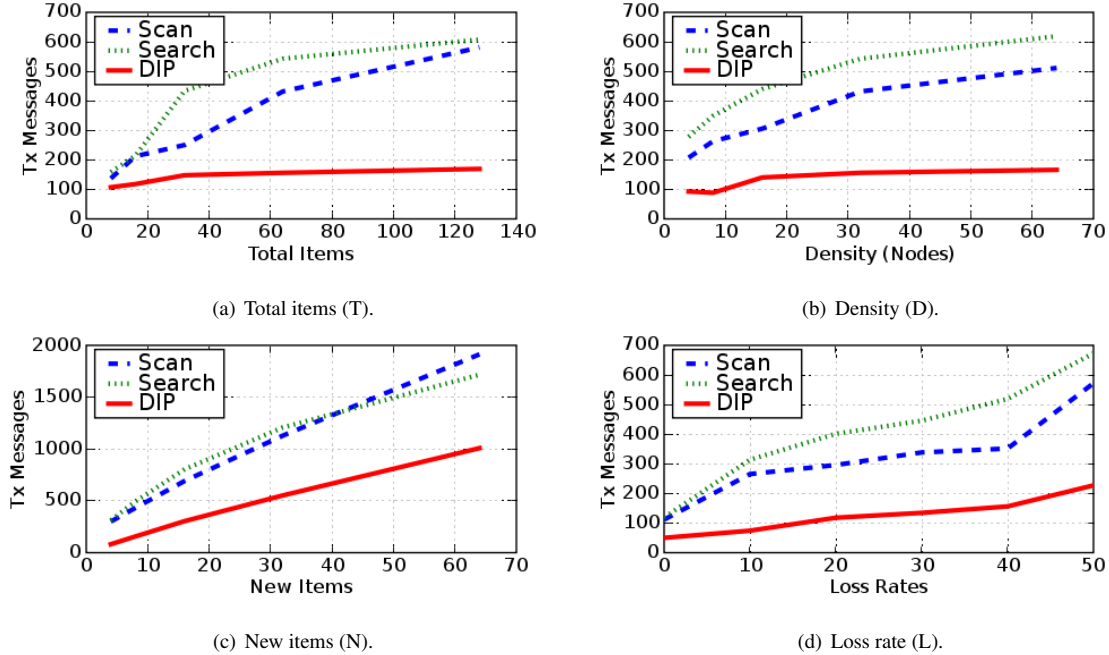 700
600
500
400
300
200
100
0
Tx Messages
Scan
Search
DIP
0 20 40 60 80 100 120 140
Total Items
(a) Total items (T).
700
600
500
400
300
200
100
0
Tx Messages
Scan
Search
DIP
0 10 20 30 40 50 60 70
Density (Nodes)
(b) Density (D).
2000
1500
1000
500
0
Tx Messages
Scan
Search
DIP
0 10 20 30 40 50 60 70
New Items
(c) New items (N).
700
600
500
400
300
200
100
0
Tx Messages
Scan
Search
DIP
0 10 20 30 40 50
Loss Rates
(d) Loss rate (L).